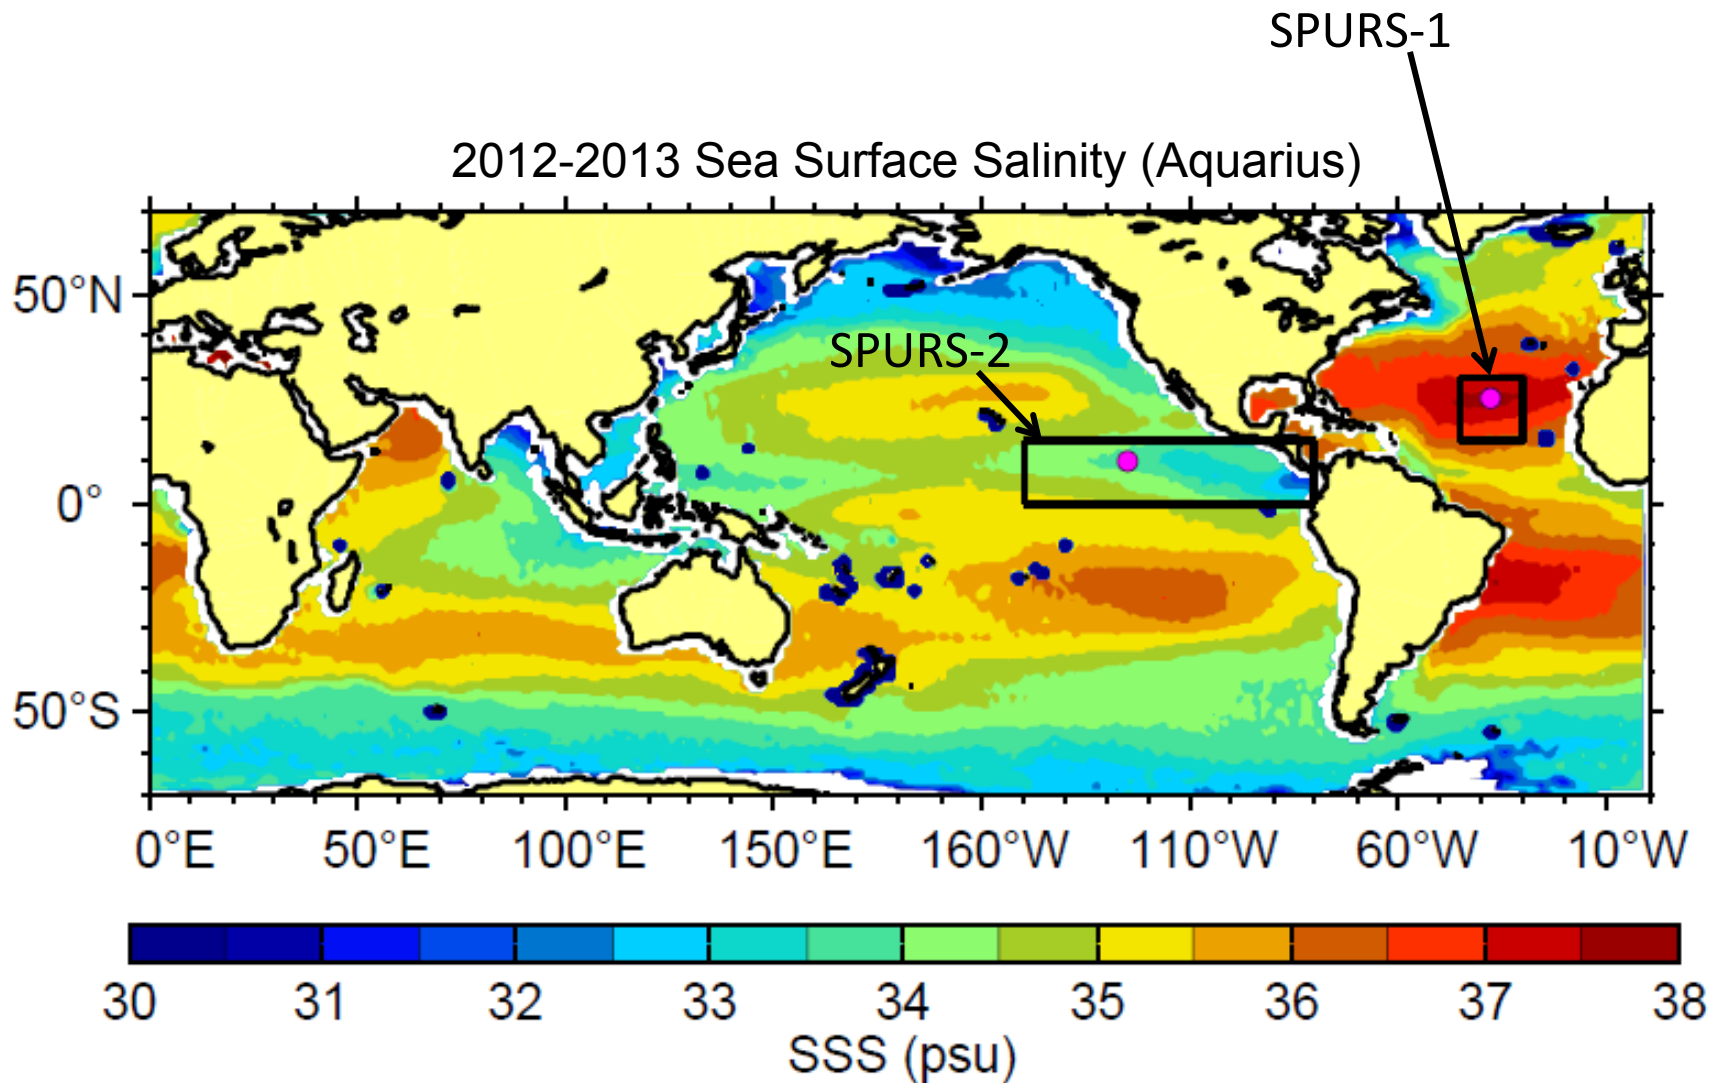 SPURS-1
2012-2013 Sea Surface Salinity (Aquarius)
50°N
SPURS-2
0°
50°S
0°E 50°E 100°E 150°E 160°W 110°W 60°W 10°W
30 31 32 33 34 35 36 37 38
SSS (psu)